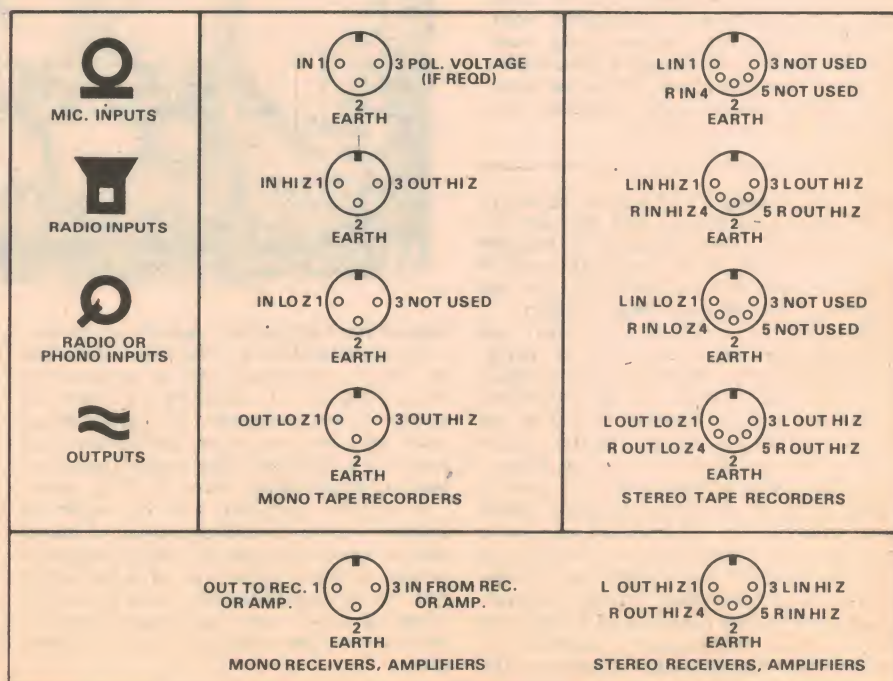 MIC. INPUTS
IN 1 3 POL. VOLTAGE
(IF REQD)
2
EARTH
L IN 1 3 NOT USED
R IN 4 5 NOT USED
2
EARTH
RADIO INPUTS
IN HI Z 1 3 OUT HI Z
2
EARTH
L IN HI Z 1 3 L OUT HI Z
R IN HI Z 4 5 R OUT HI Z
2
EARTH
RADIO OR
PHONO INPUTS
IN LO Z 1 3 NOT USED
2
EARTH
L IN LO Z 1 3 NOT USED
R IN LO Z 4 5 NOT USED
2
EARTH
OUTPUTS
OUT LO Z 1 3 OUT HI Z
2
EARTH
MONO TAPE RECORDERS
L OUT LO Z 1 3 L OUT HI Z
R OUT LO Z 4 5 R OUT HI Z
2
EARTH
STEREO TAPE RECORDERS
OUT TO REC. 1 3 IN FROM REC.
OR AMP. OR AMP.
2
EARTH
MONO RECEIVERS, AMPLIFIERS
L OUT HI Z 1 3 L IN HI Z
R OUT HI Z 4 5 R IN HI Z
2
EARTH
STEREO RECEIVERS, AMPLIFIERS